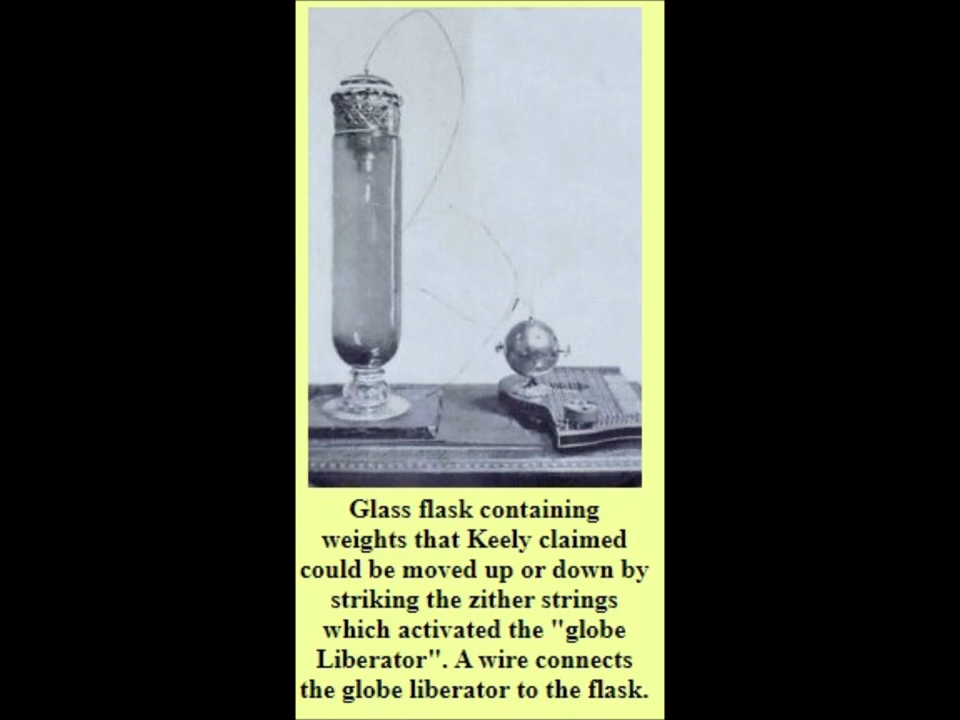 Glass flask containing
weights that Keely claimed
could be moved up or down by
striking the zither strings
which activated the "globe
Liberator". A wire connects
the globe liberator to the flask.